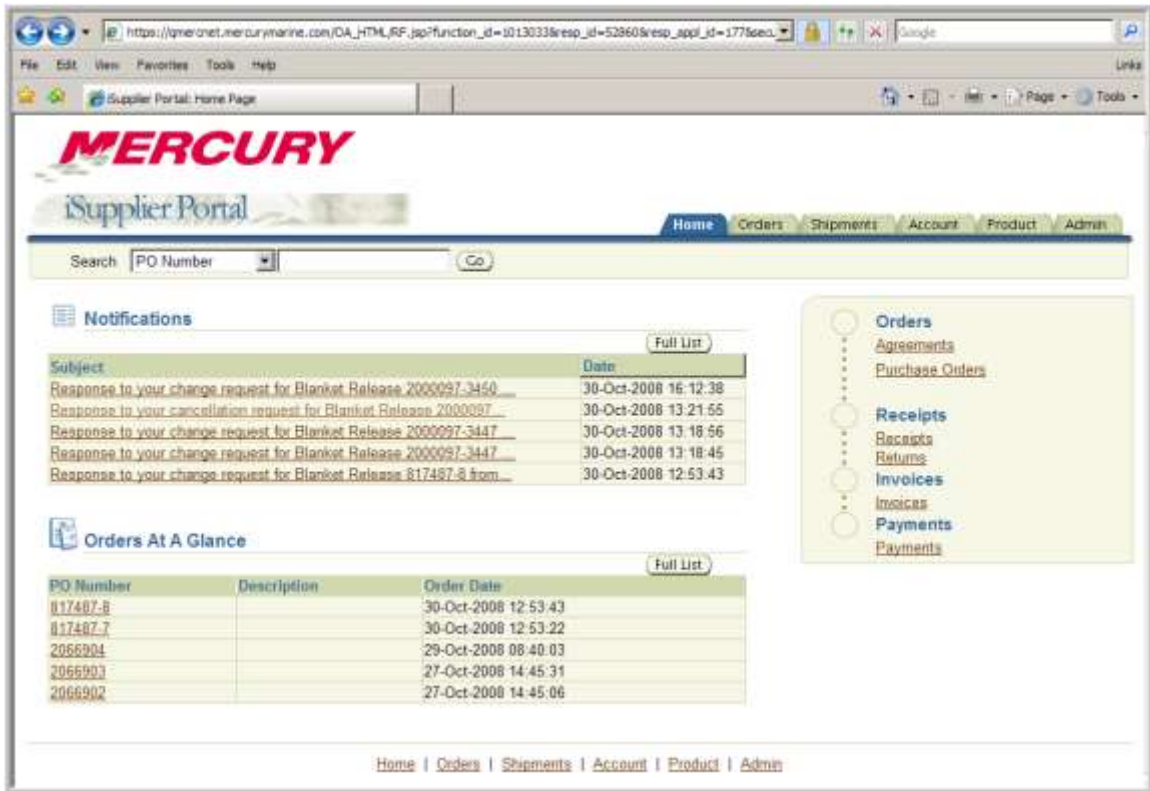 https://qmercnet.mercurymarine.com/OA_HTML/RF.jsp?function_id=1013033&resp_id=52860&resp_appl_id=177&secu
Google
File Edit View Favorites Tools Help
Links
iSupplier Portal: Home Page
Page Tools
MERCURY
iSupplier Portal
Home Orders Shipments Account Product Admin
Search PO Number Go
Notifications
Full List
Subject Date
Response to your change request for Blanket Release 2000097-3450 .... 30-Oct-2008 16:12:38
Response to your cancellation request for Blanket Release 2000097... 30-Oct-2008 13:21:55
Response to your change request for Blanket Release 2000097-3447 .... 30-Oct-2008 13:18:56
Response to your change request for Blanket Release 2000097-3447 .... 30-Oct-2008 13:18:45
Response to your change request for Blanket Release 817487-8 from... 30-Oct-2008 12:53:43
Orders At A Glance
Full List
PO Number Description Order Date
817487-8 30-Oct-2008 12:53:43
817487-7 30-Oct-2008 12:53:22
2066904 29-Oct-2008 08:40:03
2066903 27-Oct-2008 14:45:31
2066902 27-Oct-2008 14:45:06
Orders
Agreements
Purchase Orders
Receipts
Receipts
Returns
Invoices
Invoices
Payments
Payments
Home | Orders | Shipments | Account | Product | Admin